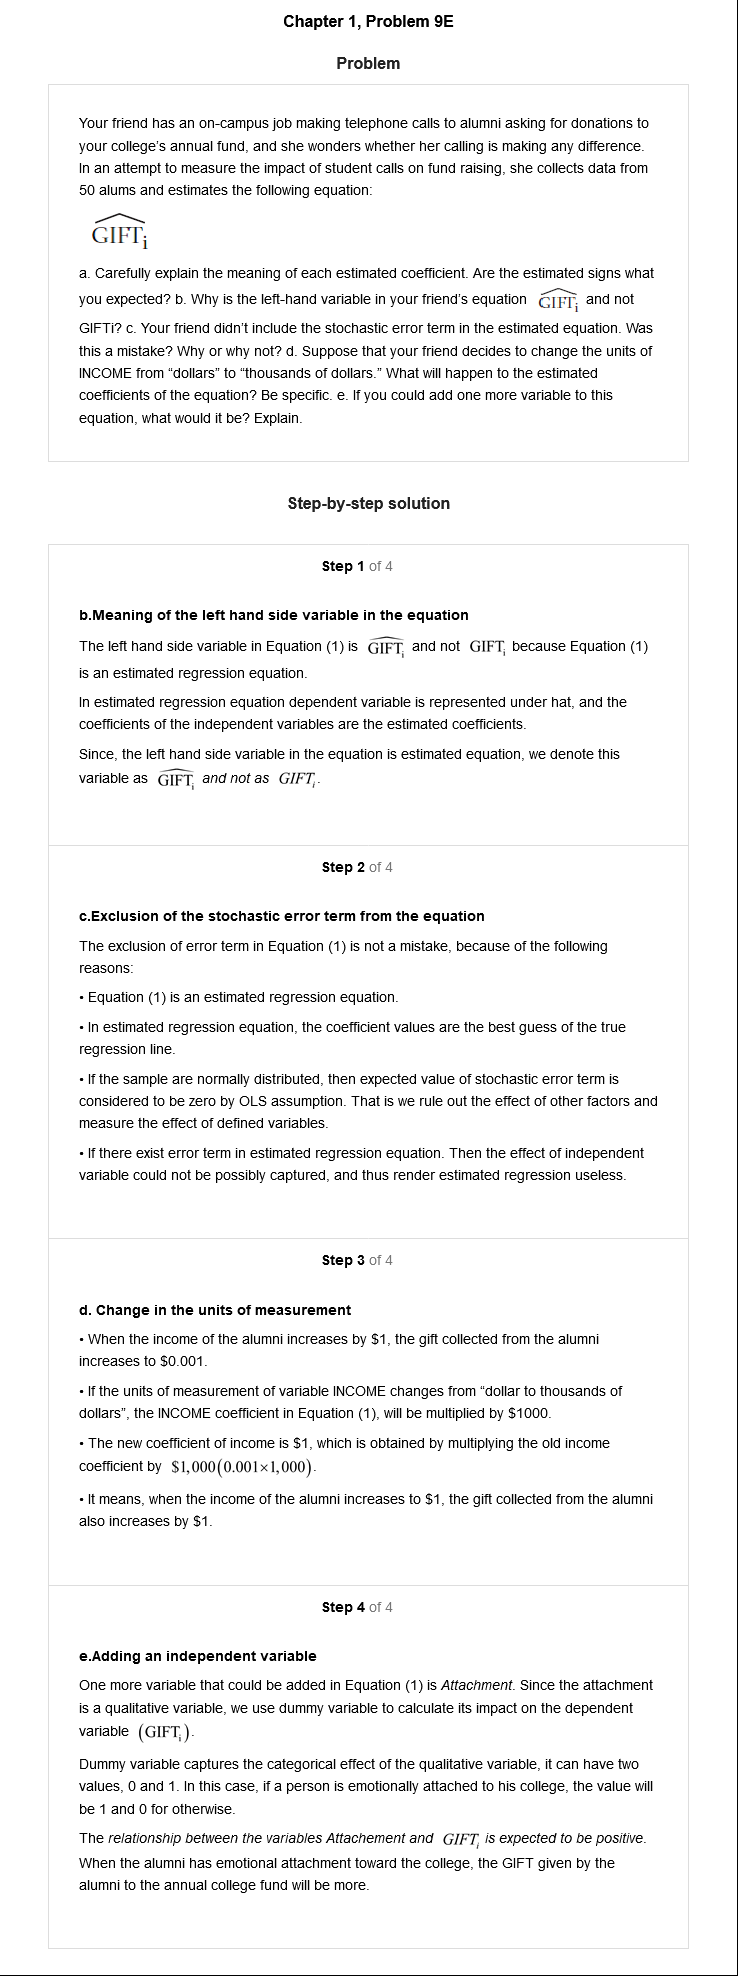 Chapter 1, Problem 9E
Problem
Your friend has an on-campus job making telephone calls to alumni asking for donations to
your college's annual fund, and she wonders whether her calling is making any difference.
In an attempt to measure the impact of student calls on fund raising, she collects data from
50 alums and estimates the following equation:
\widehat{GIFT}_i
a. Carefully explain the meaning of each estimated coefficient. Are the estimated signs what
you expected? b. Why is the left-hand variable in your friend's equation \widehat{GIFT}_i and not
GIFTi? c. Your friend didn't include the stochastic error term in the estimated equation. Was
this a mistake? Why or why not? d. Suppose that your friend decides to change the units of
INCOME from “dollars” to “thousands of dollars.” What will happen to the estimated
coefficients of the equation? Be specific. e. If you could add one more variable to this
equation, what would it be? Explain.
Step-by-step solution
Step 1 of 4
b.Meaning of the left hand side variable in the equation
The left hand side variable in Equation (1) is \widehat{GIFT}_i and not GIFT_i because Equation (1)
is an estimated regression equation.
In estimated regression equation dependent variable is represented under hat, and the
coefficients of the independent variables are the estimated coefficients.
Since, the left hand side variable in the equation is estimated equation, we denote this
variable as \widehat{GIFT}_i and not as GIFT_i.
Step 2 of 4
c.Exclusion of the stochastic error term from the equation
The exclusion of error term in Equation (1) is not a mistake, because of the following
reasons:
• Equation (1) is an estimated regression equation.
• In estimated regression equation, the coefficient values are the best guess of the true
regression line.
• If the sample are normally distributed, then expected value of stochastic error term is
considered to be zero by OLS assumption. That is we rule out the effect of other factors and
measure the effect of defined variables.
• If there exist error term in estimated regression equation. Then the effect of independent
variable could not be possibly captured, and thus render estimated regression useless.
Step 3 of 4
d. Change in the units of measurement
• When the income of the alumni increases by $1, the gift collected from the alumni
increases to $0.001.
• If the units of measurement of variable INCOME changes from “dollar to thousands of
dollars”, the INCOME coefficient in Equation (1), will be multiplied by $1000.
• The new coefficient of income is $1, which is obtained by multiplying the old income
coefficient by $1,000(0.001×1,000).
• It means, when the income of the alumni increases to $1, the gift collected from the alumni
also increases by $1.
Step 4 of 4
e.Adding an independent variable
One more variable that could be added in Equation (1) is Attachment. Since the attachment
is a qualitative variable, we use dummy variable to calculate its impact on the dependent
variable (GIFT_i).
Dummy variable captures the categorical effect of the qualitative variable, it can have two
values, 0 and 1. In this case, if a person is emotionally attached to his college, the value will
be 1 and 0 for otherwise.
The relationship between the variables Attachement and GIFT_i is expected to be positive.
When the alumni has emotional attachment toward the college, the GIFT given by the
alumni to the annual college fund will be more.